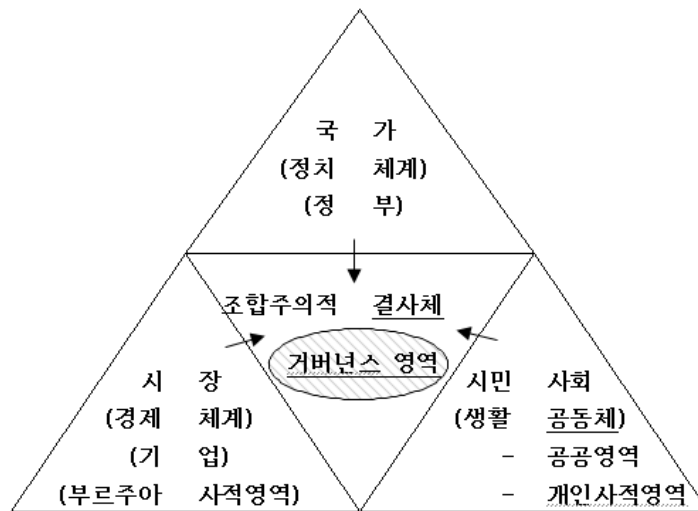 국 가
(정치 체계)
(정 부)
조합주의적 결사체
거버넌스 영역
시 장
(경제 체계)
(기 업)
(부르주아 사적영역)
시민 사회
(생활 공동체)
- 공공영역
- 개인사적영역